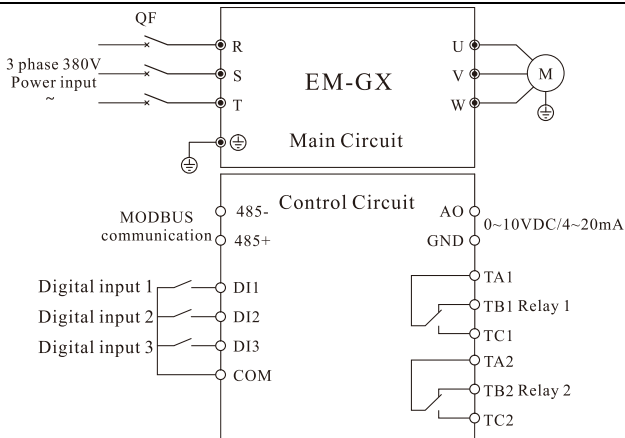 QF
R
U
3 phase 380V
Power input
~
S
EM-GX
V
M
T
W
Main Circuit
Control Circuit
MODBUS
communication
485-
485+
AO
GND
0~10VDC/4~20mA
Digital input 1
DI1
Digital input 2
DI2
Digital input 3
DI3
COM
TA1
TB1 Relay 1
TC1
TA2
TB2 Relay 2
TC2